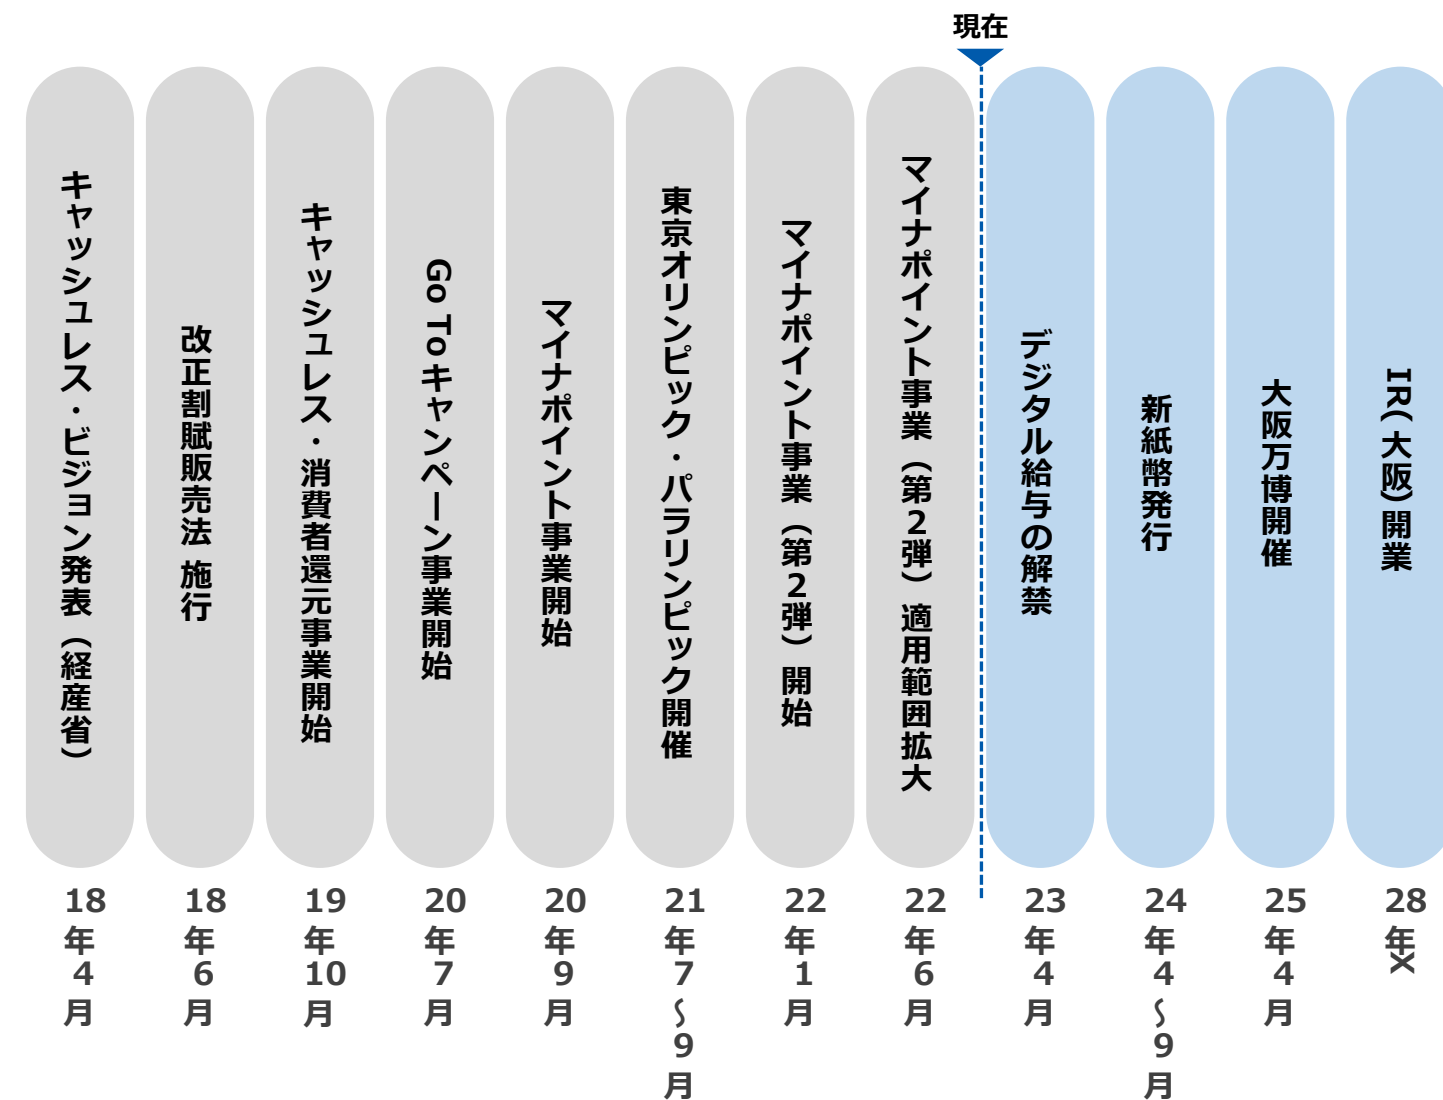 現在
キャッシュレス・ビジョン発表（経産省）
改正割賦販売法 施行
キャッシュレス・消費者還元事業開始
Go Toキャンペーン事業開始
マイナポイント事業開始
東京オリンピック・パラリンピック開催
マイナポイント事業（第2弾）開始
マイナポイント事業（第2弾）適用範囲拡大
デジタル給与の解禁
新紙幣発行
大阪万博開催
IR(大阪)開業
18年4月
18年6月
19年10月
20年7月
20年9月
21年7～9月
22年1月
22年6月
23年4月
24年4～9月
25年4月
28年X